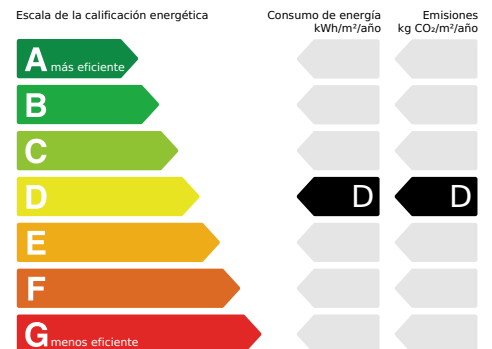 Escala de la calificación energética
Consumo de energía
kWh/m²/año
Emisiones
kg CO₂/m²/año
A más eficiente
B
C
D D D
E
F
G menos eficiente